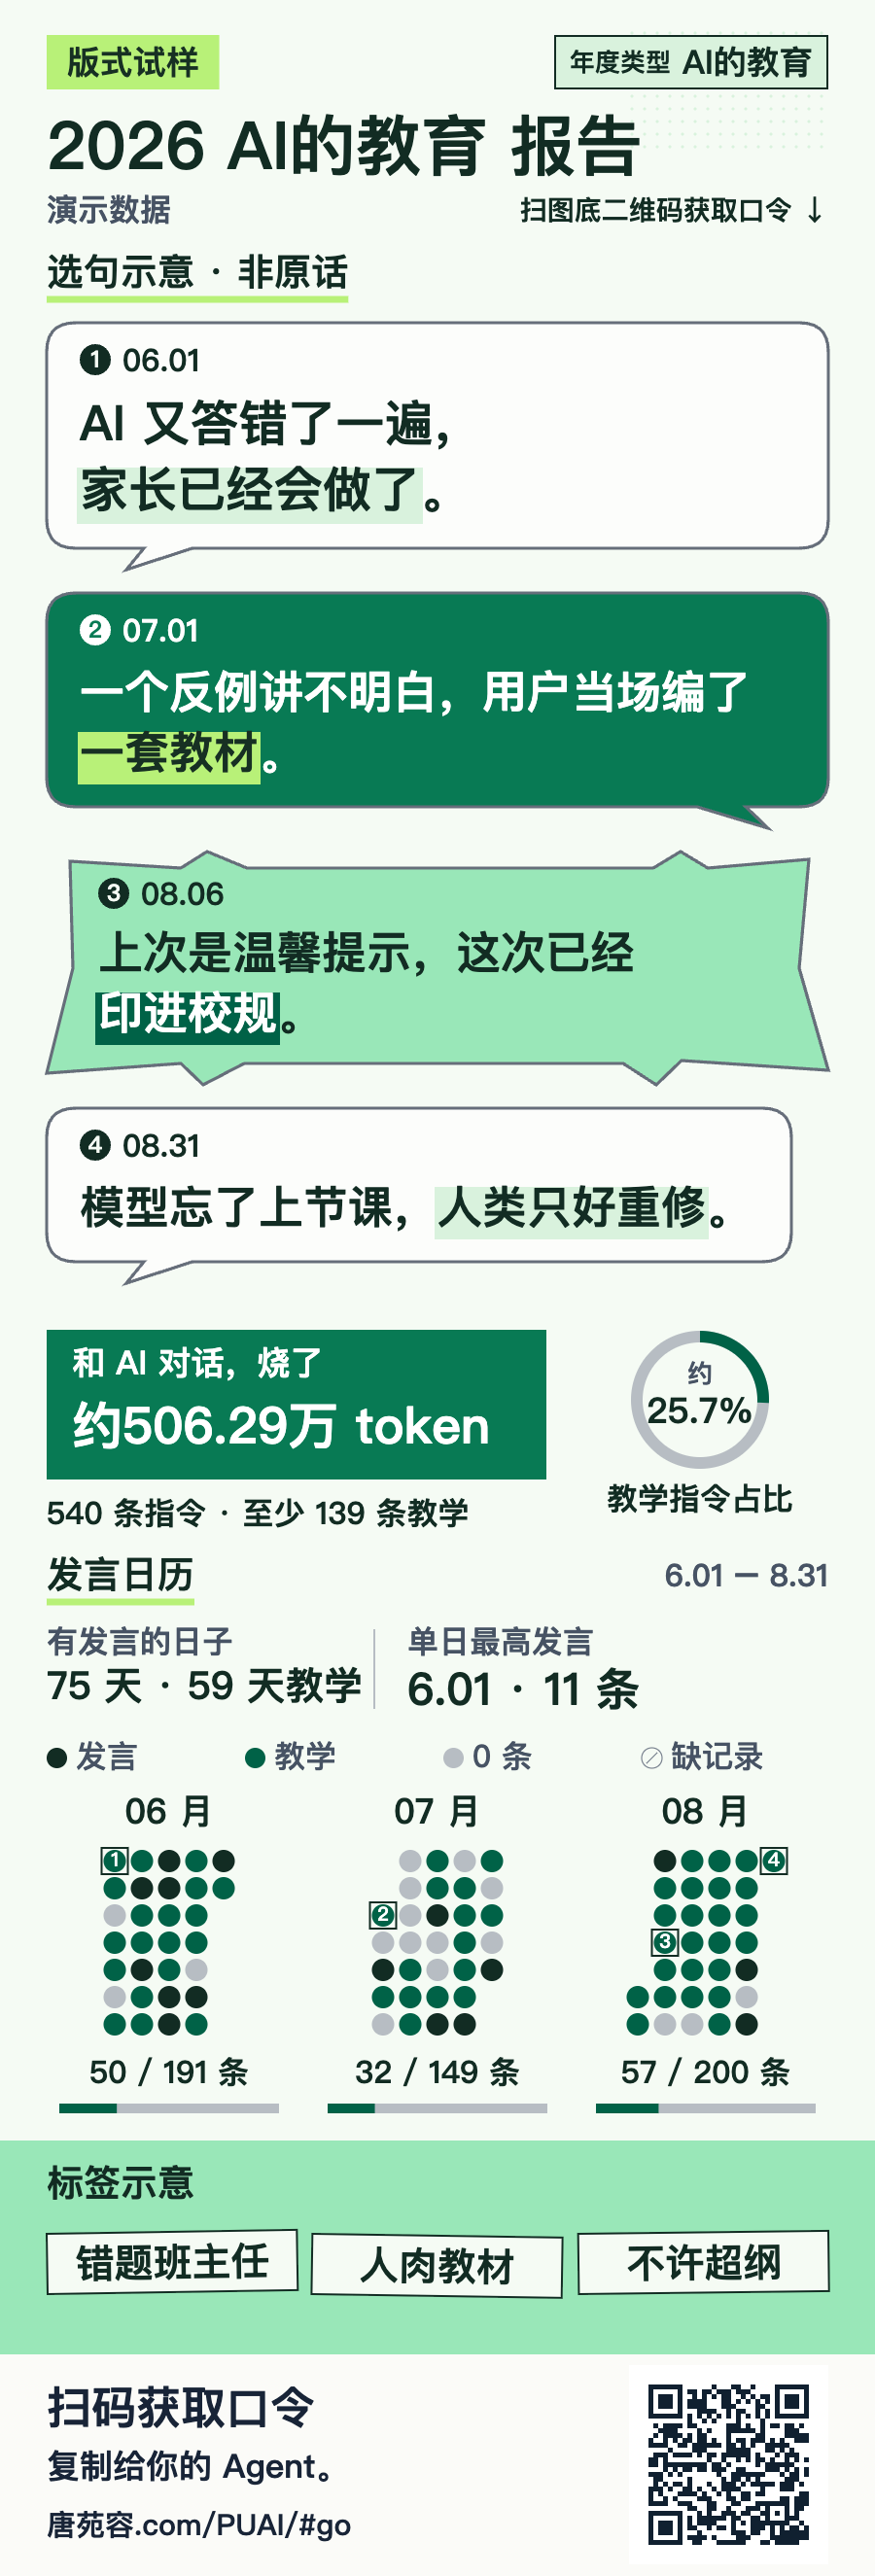 版式试样
年度类型 AI的教育
2026 AI的教育 报告
演示数据
扫图底二维码获取口令 ↓
选句示意 · 非原话
1 06.01
AI 又答错了一遍，
家长已经会做了。
2 07.01
一个反例讲不明白，用户当场编了
一套教材。
3 08.06
上次是温馨提示，这次已经
印进校规。
4 08.31
模型忘了上节课，人类只好重修。
和 AI 对话，烧了
约506.29万 token
约
25.7%
教学指令占比
540 条指令 · 至少 139 条教学
发言日历
6.01 — 8.31
有发言的日子
75 天 · 59 天教学
单日最高发言
6.01 · 11 条
发言
教学
0 条
缺记录
06 月
07 月
08 月
1
4
2
3
50 / 191 条
32 / 149 条
57 / 200 条
标签示意
错题班主任
人肉教材
不许超纲
扫码获取口令
复制给你的 Agent。
唐苑容.com/PUAI/#go